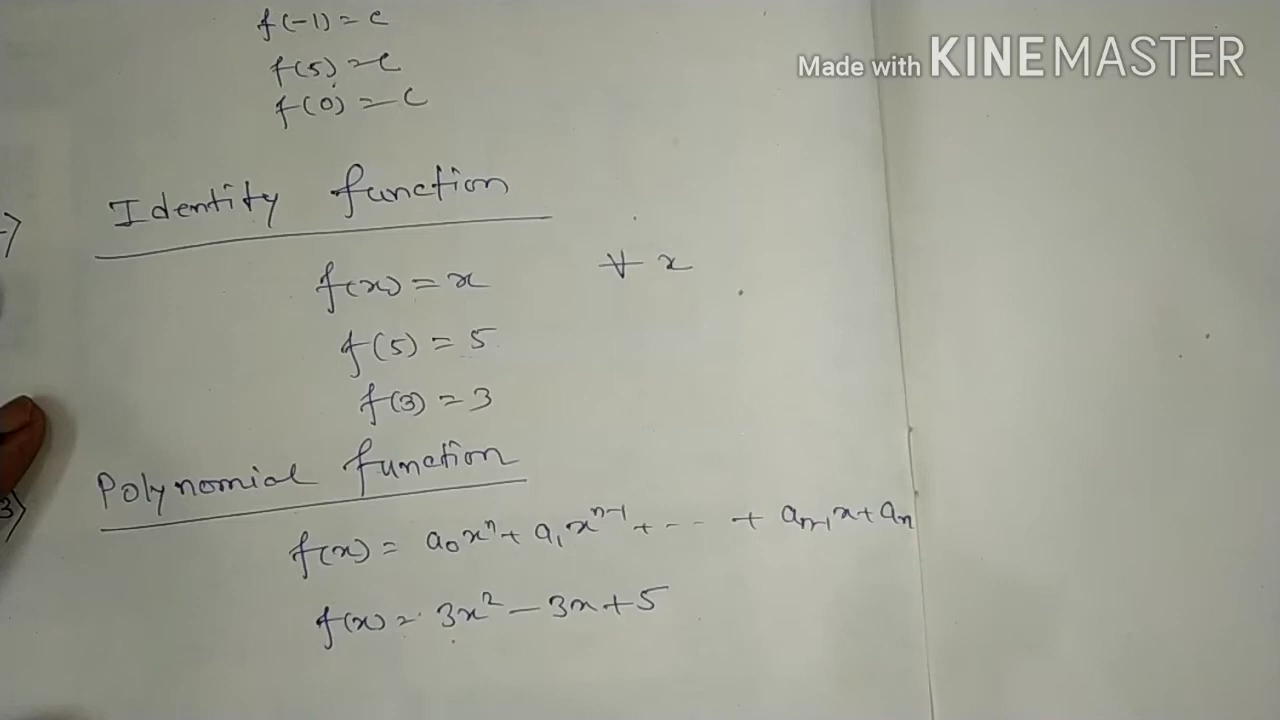 f(-1) = c
Made with KINEMASTER
f(5) = c
f(0) = c
Identity function
f(x) = x ∀ x
f(5) = 5
f(3) = 3
3) Polynomial function
f(x) = a₀xⁿ + a₁xⁿ⁻¹ + --- + aₙ₋₁x + aₙ
f(x) = 3x² - 3x + 5